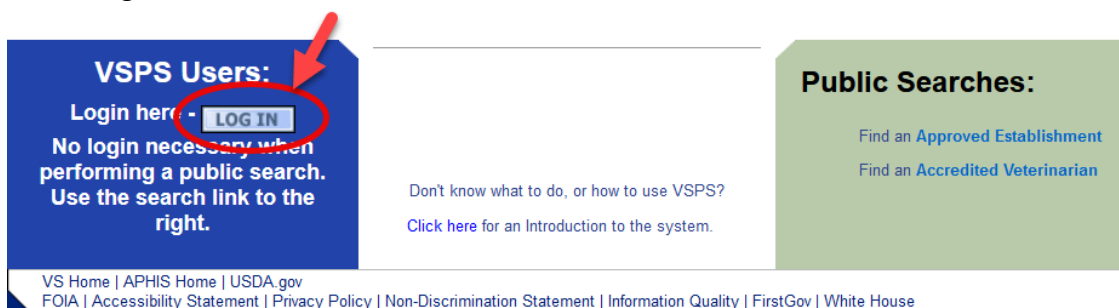 VSPS Users:
Login here - LOG IN
No login necessary when
performing a public search.
Use the search link to the
right.
Don't know what to do, or how to use VSPS?
Click here for an Introduction to the system.
Public Searches:
Find an Approved Establishment
Find an Accredited Veterinarian
VS Home | APHIS Home | USDA.gov
FOIA | Accessibility Statement | Privacy Policy | Non-Discrimination Statement | Information Quality | FirstGov | White House